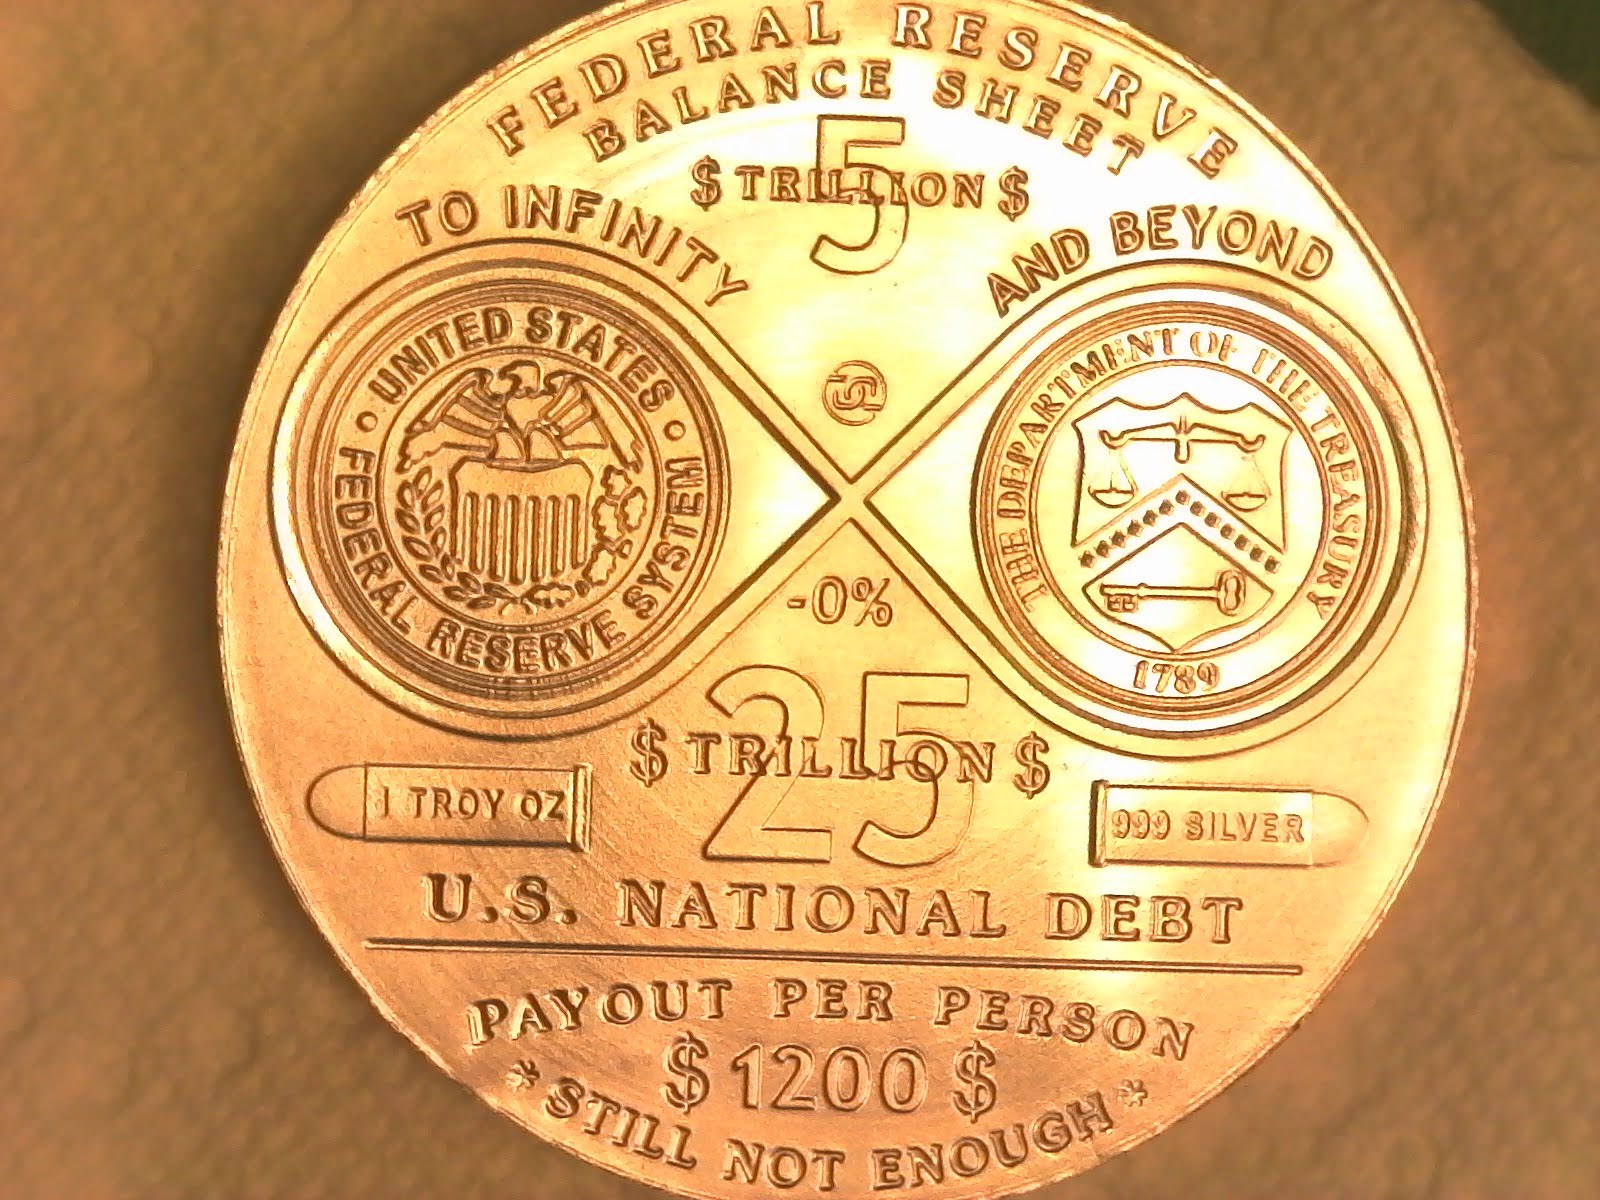 FEDERAL RESERVE
BALANCE SHEET
5
$ TRILLION $
TO INFINITY
AND BEYOND
UNITED STATES
FEDERAL RESERVE SYSTEM
THE DEPARTMENT OF THE TREASURY
1789
-0%
25
$ TRILLION $
1 TROY OZ
999 SILVER
U.S. NATIONAL DEBT
PAYOUT PER PERSON
$ 1200 $
* STILL NOT ENOUGH *